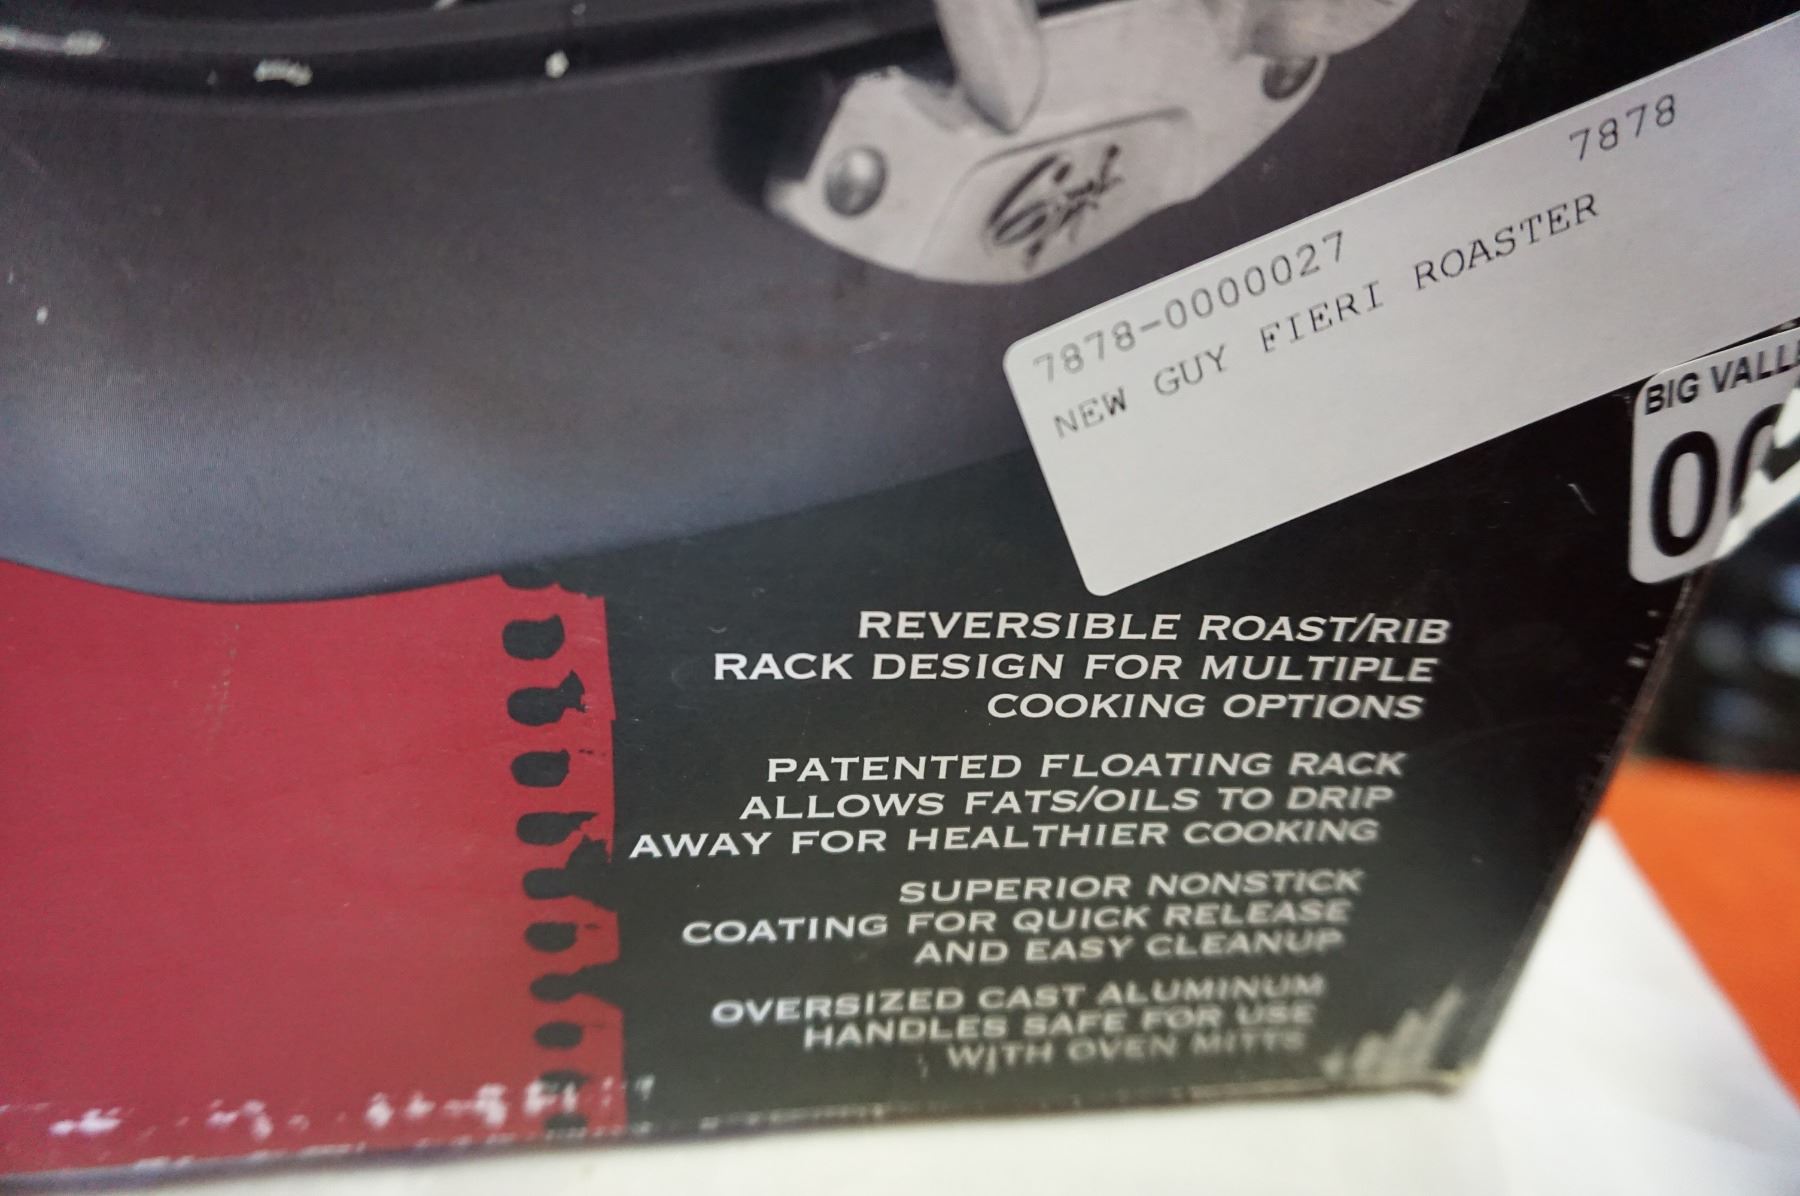 7878
7878-0000027
NEW GUY FIERI ROASTER
BIG
REVERSIBLE ROAST/RIB
RACK DESIGN FOR MULTIPLE
COOKING OPTIONS
PATENTED FLOATING RACK
ALLOWS FATS/OILS TO DRIP
AWAY FOR HEALTHIER COOKING
SUPERIOR NONSTICK
COATING FOR QUICK RELEASE
AND EASY CLEANUP
OVERSIZED CAST ALUMINUM
HANDLES SAFE FOR USE
WITH OVEN MITTS